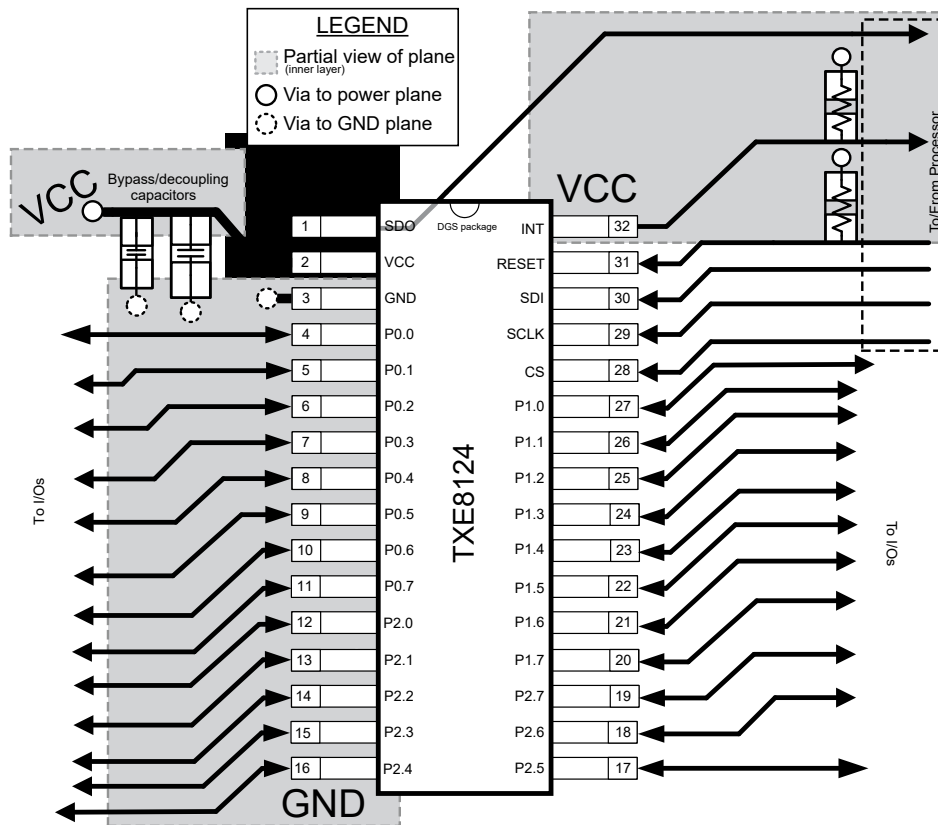 LEGEND
Partial view of plane
(inner layer)
Via to power plane
Via to GND plane
VCC
Bypass/decoupling
capacitors
VCC
To/From Processor
DGS package
TXE8124
1 SDO
2 VCC
3 GND
4 P0.0
5 P0.1
6 P0.2
7 P0.3
8 P0.4
9 P0.5
10 P0.6
11 P0.7
12 P2.0
13 P2.1
14 P2.2
15 P2.3
16 P2.4
INT 32
RESET 31
SDI 30
SCLK 29
CS 28
P1.0 27
P1.1 26
P1.2 25
P1.3 24
P1.4 23
P1.5 22
P1.6 21
P1.7 20
P2.7 19
P2.6 18
P2.5 17
To I/Os
To I/Os
GND